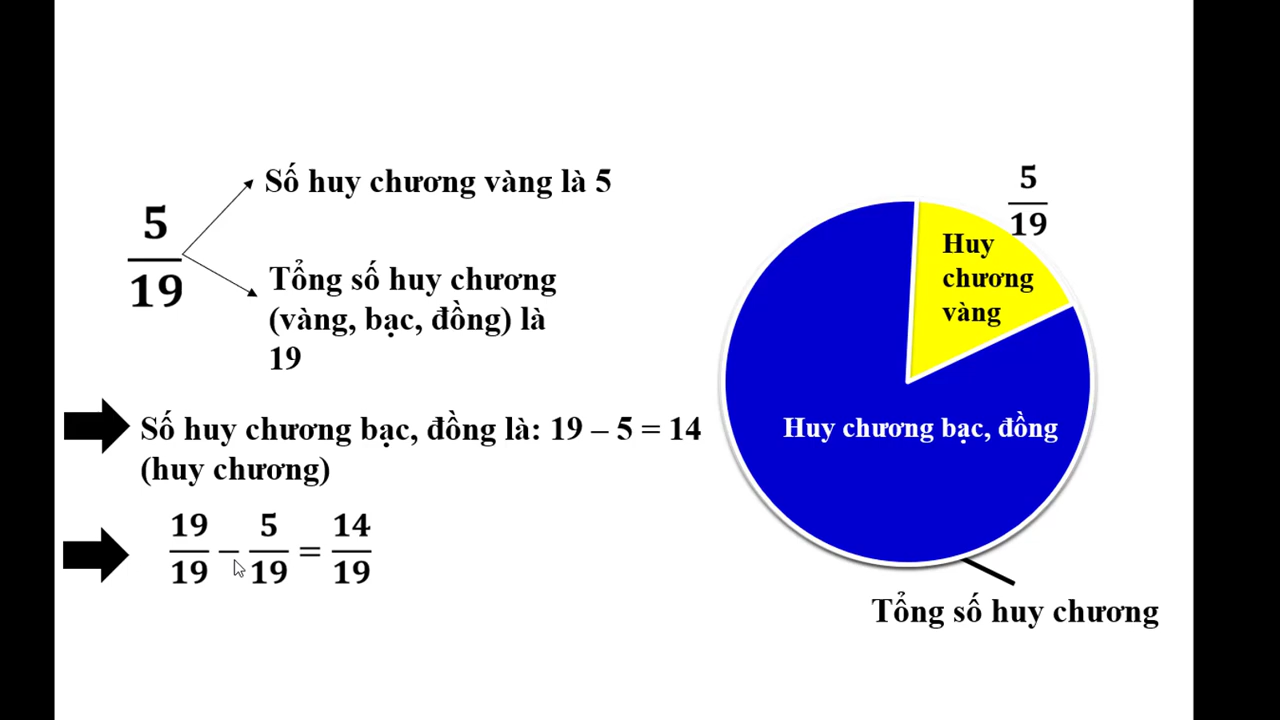 5
19
Số huy chương vàng là 5
Tổng số huy chương
(vàng, bạc, đồng) là
19
Số huy chương bạc, đồng là: 19 – 5 = 14
(huy chương)
19/19 – 5/19 = 14/19
5
19
Huy
chương
vàng
Huy chương bạc, đồng
Tổng số huy chương